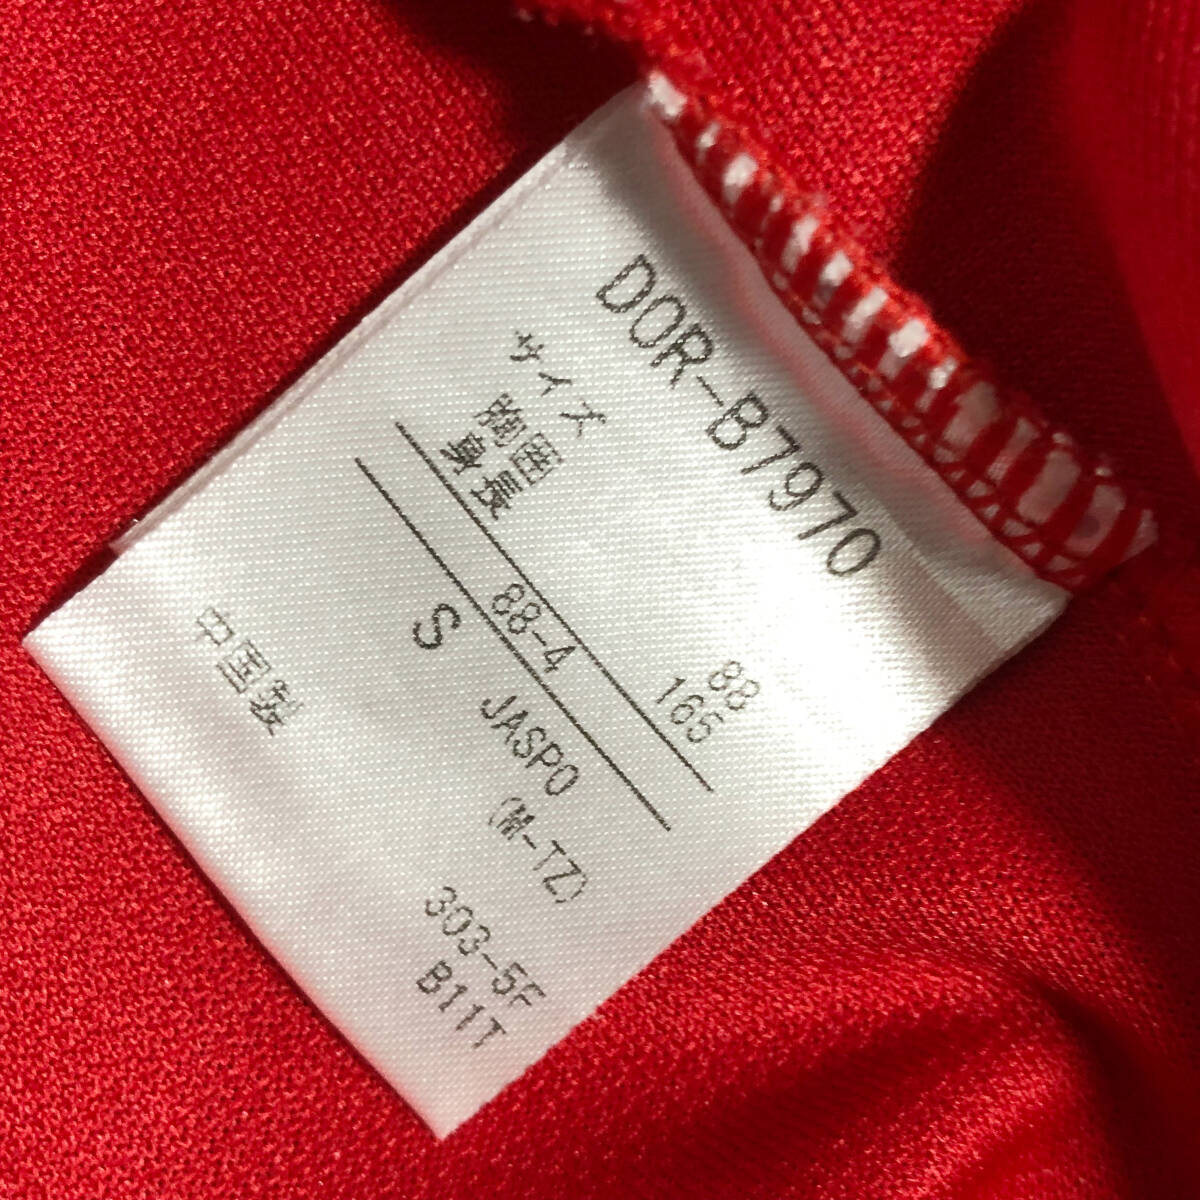 DOR-B7970
サイズ
胸囲 88
身長 165
88-4
S JASPO
(M-TZ)
303-5F
中国製 B11T